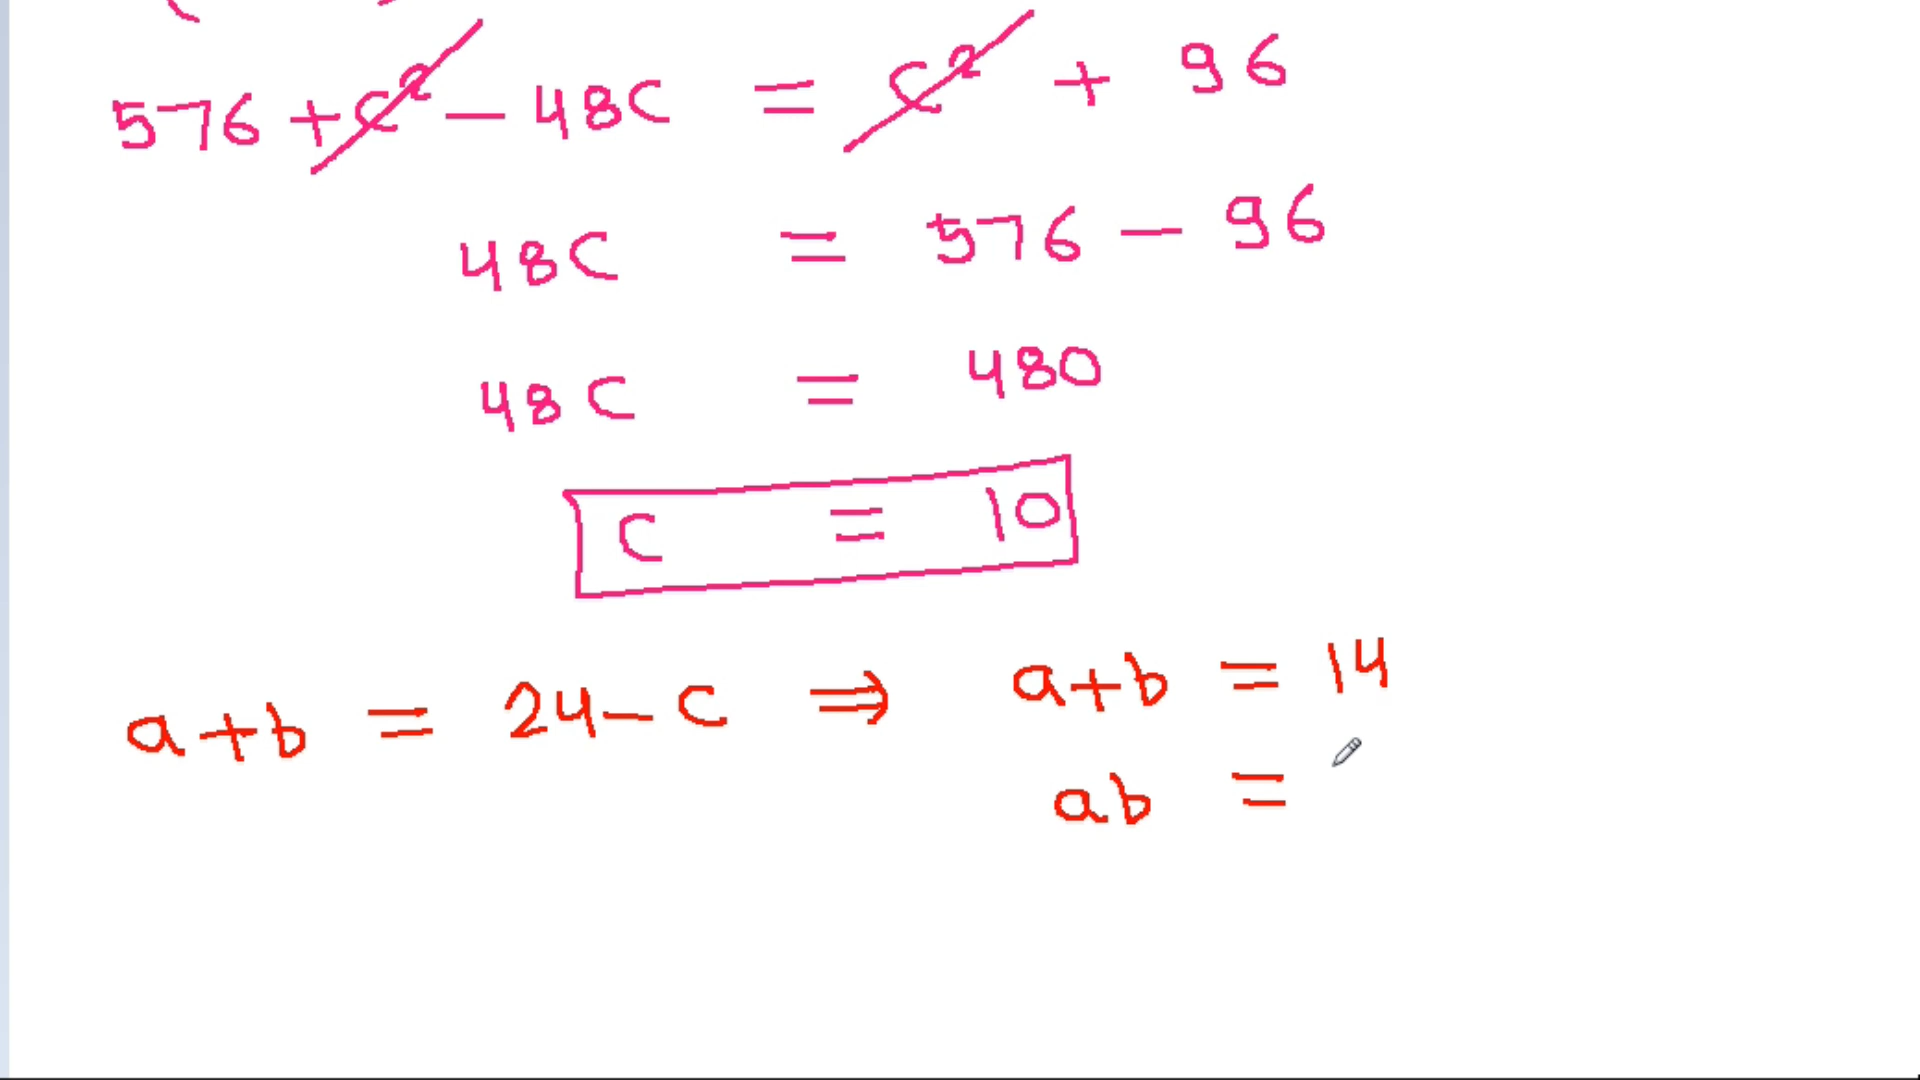 576 + c² - 48c = c² + 96
48c = 576 - 96
48c = 480
c = 10
a+b = 24-c ⇒ a+b = 14
ab =